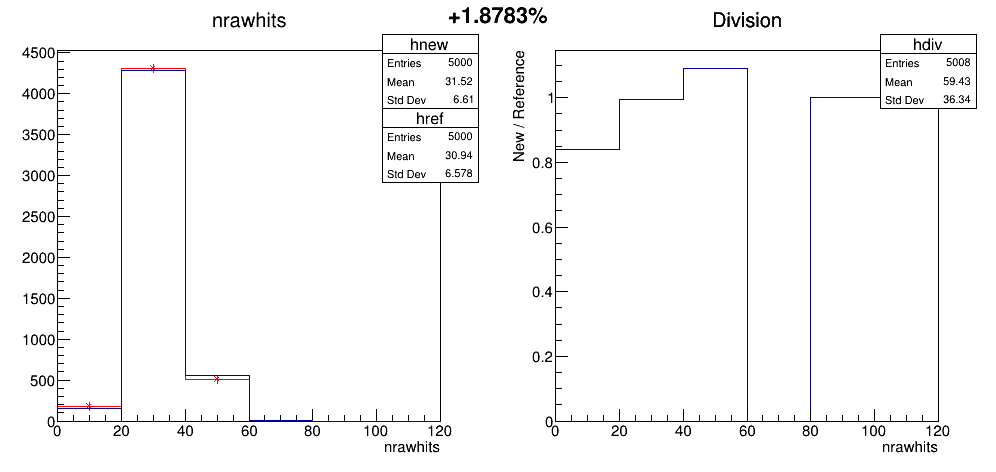 +1.8783%
nrawhits
hnew
Entries 5000
Mean 31.52
Std Dev 6.61
href
Entries 5000
Mean 30.94
Std Dev 6.578
4500
4000
3500
3000
2500
2000
1500
1000
500
0
0 20 40 60 80 100 120
nrawhits
Division
hdiv
Entries 5008
Mean 59.43
Std Dev 36.34
New / Reference
1
0.8
0.6
0.4
0.2
0
0 20 40 60 80 100 120
nrawhits